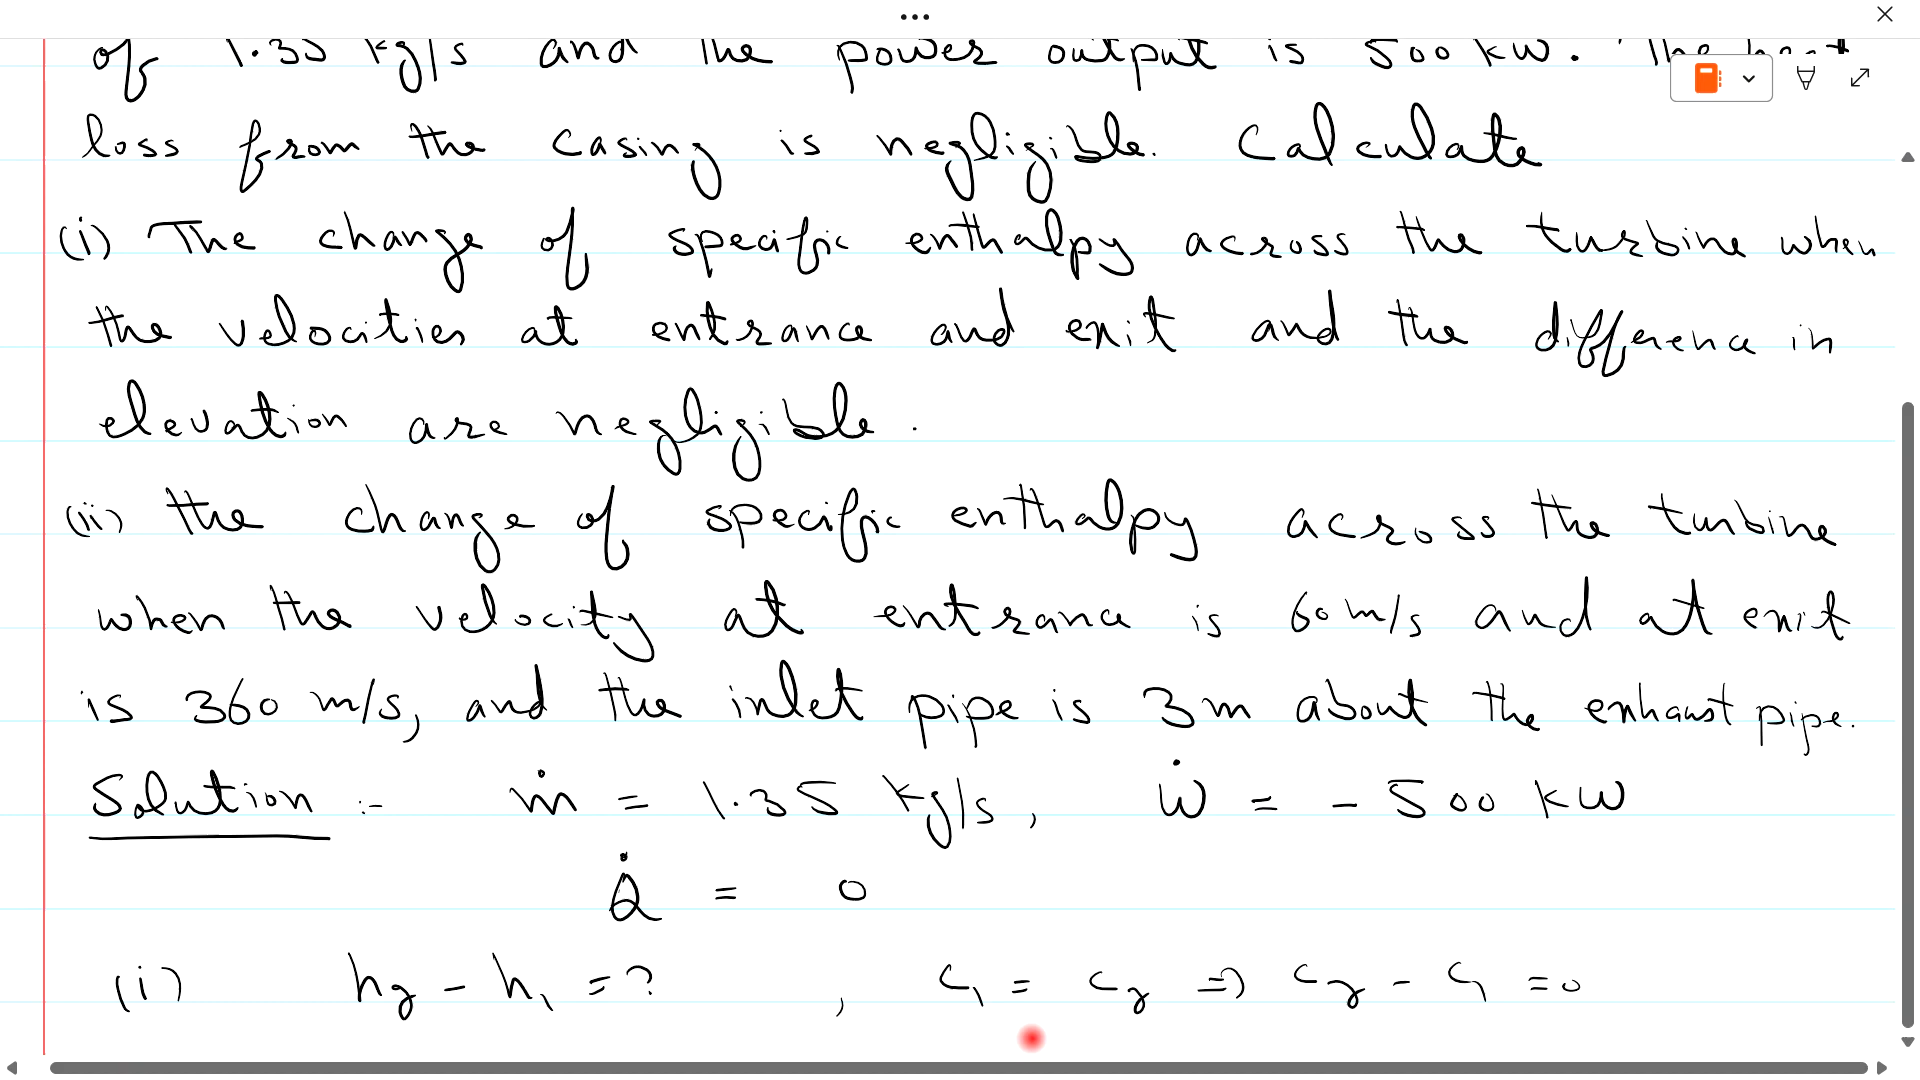 of 1.35 kg/s and the power output is 500 kW. The heat
loss from the casing is negligible. Calculate
(i) The change of specific enthalpy across the turbine when
the velocities at entrance and exit and the difference in
elevation are negligible.
(ii) the change of specific enthalpy across the turbine
when the velocity at entrance is 60 m/s and at exit
is 360 m/s, and the inlet pipe is 3m about the exhaust pipe.
Solution :- ṁ = 1.35 kg/s, Ẇ = - 500 kW
Q̇ = 0
(i) h₂ - h₁ = ? , C₁ = C₂ ⇒ C₂ - C₁ = 0